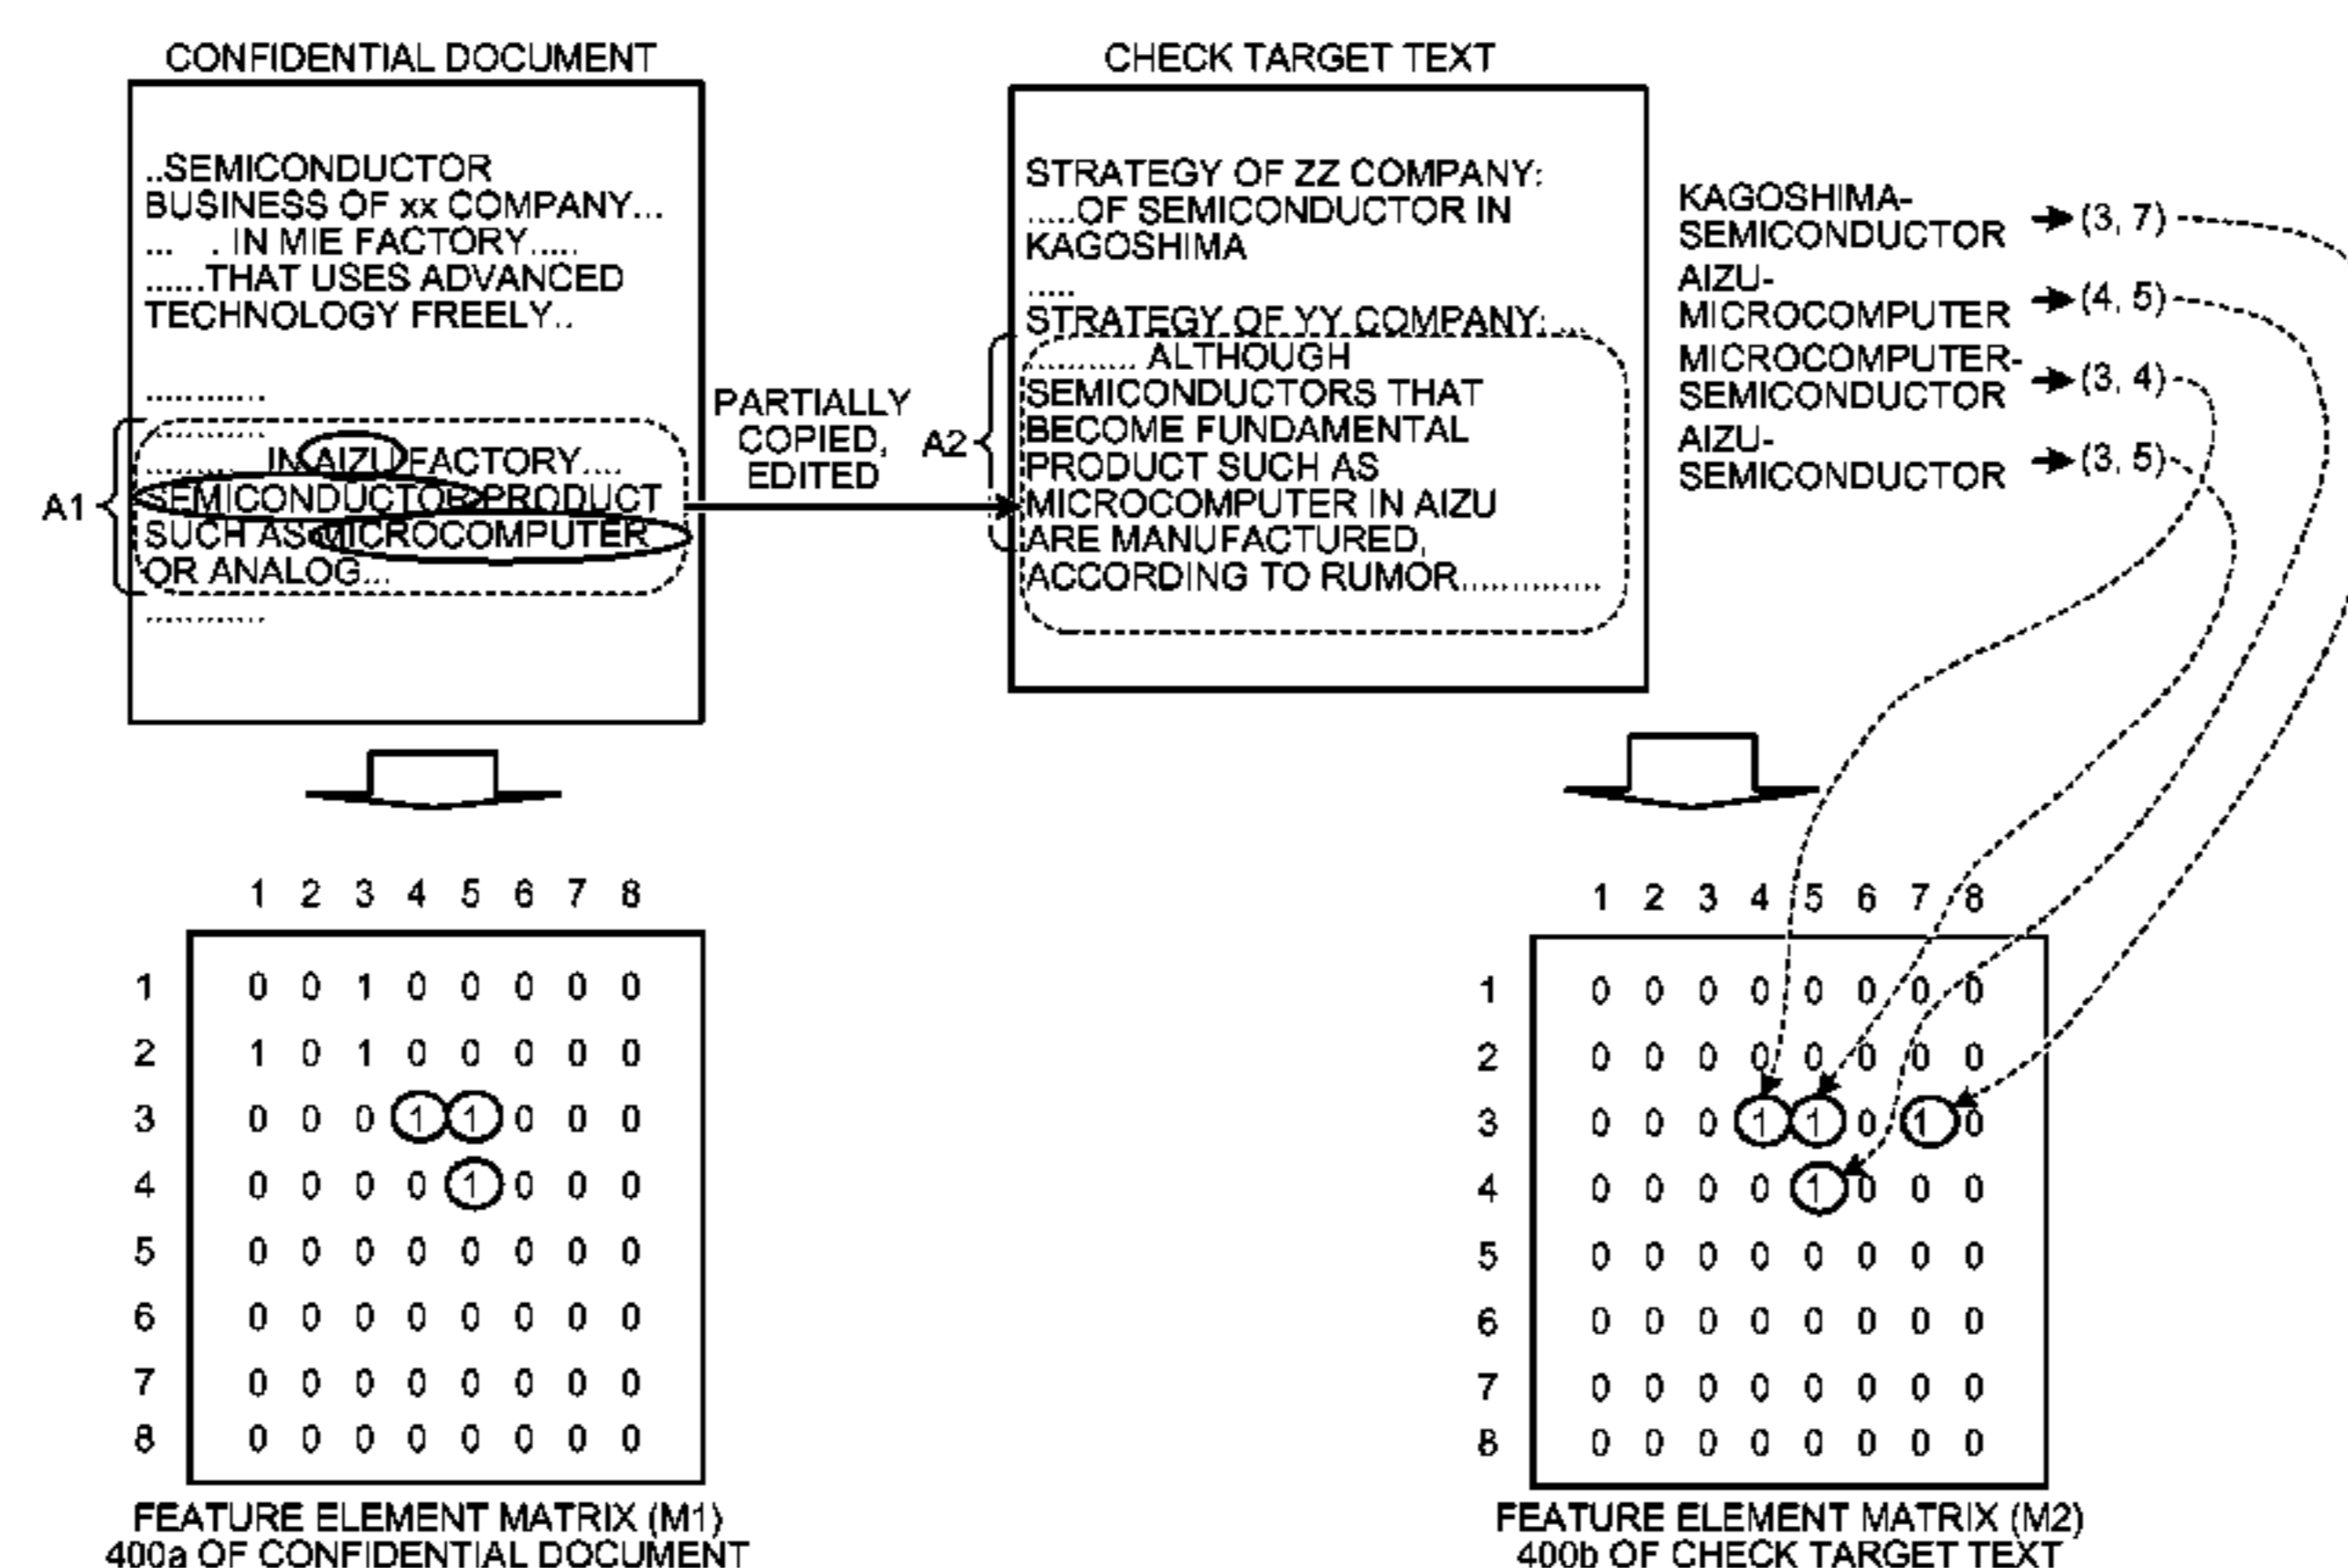 CONFIDENTIAL DOCUMENT
..SEMICONDUCTOR
BUSINESS OF xx COMPANY...
... . IN MIE FACTORY.....
......THAT USES ADVANCED
TECHNOLOGY FREELY..
............
............
......... IN AIZU FACTORY....
SEMICONDUCTOR PRODUCT
SUCH AS MICROCOMPUTER
OR ANALOG...
............
A1
PARTIALLY
COPIED,
EDITED
CHECK TARGET TEXT
STRATEGY OF ZZ COMPANY:
.....OF SEMICONDUCTOR IN
KAGOSHIMA
.....
STRATEGY OF YY COMPANY: ...
........... ALTHOUGH
SEMICONDUCTORS THAT
BECOME FUNDAMENTAL
PRODUCT SUCH AS
MICROCOMPUTER IN AIZU
ARE MANUFACTURED,
ACCORDING TO RUMOR..............
A2
KAGOSHIMA-
SEMICONDUCTOR (3, 7)
AIZU-
MICROCOMPUTER (4, 5)
MICROCOMPUTER-
SEMICONDUCTOR (3, 4)
AIZU-
SEMICONDUCTOR (3, 5)
1 2 3 4 5 6 7 8
1 0 0 1 0 0 0 0 0
2 1 0 1 0 0 0 0 0
3 0 0 0 1 1 0 0 0
4 0 0 0 0 1 0 0 0
5 0 0 0 0 0 0 0 0
6 0 0 0 0 0 0 0 0
7 0 0 0 0 0 0 0 0
8 0 0 0 0 0 0 0 0
FEATURE ELEMENT MATRIX (M1)
400a OF CONFIDENTIAL DOCUMENT
1 2 3 4 5 6 7 8
1 0 0 0 0 0 0 0 0
2 0 0 0 0 0 0 0 0
3 0 0 0 1 1 0 1 0
4 0 0 0 0 1 0 0 0
5 0 0 0 0 0 0 0 0
6 0 0 0 0 0 0 0 0
7 0 0 0 0 0 0 0 0
8 0 0 0 0 0 0 0 0
FEATURE ELEMENT MATRIX (M2)
400b OF CHECK TARGET TEXT